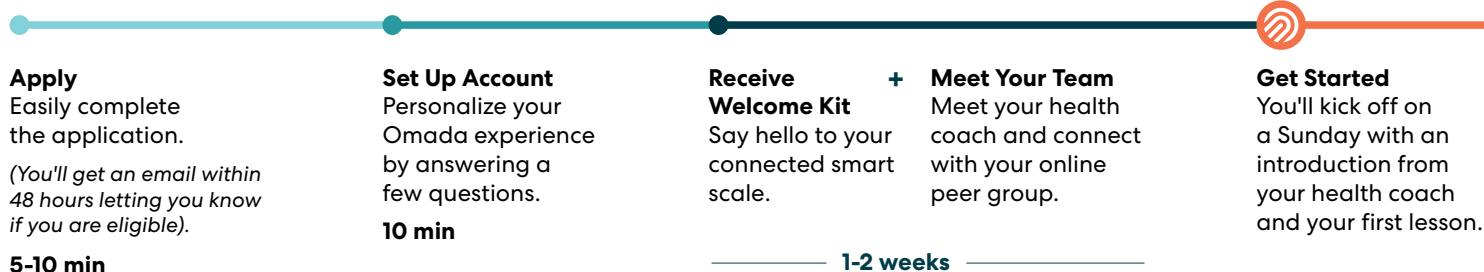 Apply
Easily complete
the application.
(You'll get an email within
48 hours letting you know
if you are eligible).
5-10 min
Set Up Account
Personalize your
Omada experience
by answering a
few questions.
10 min
Receive +
Welcome Kit
Say hello to your
connected smart
scale.
Meet Your Team
Meet your health
coach and connect
with your online
peer group.
1-2 weeks
Get Started
You'll kick off on
a Sunday with an
introduction from
your health coach
and your first lesson.